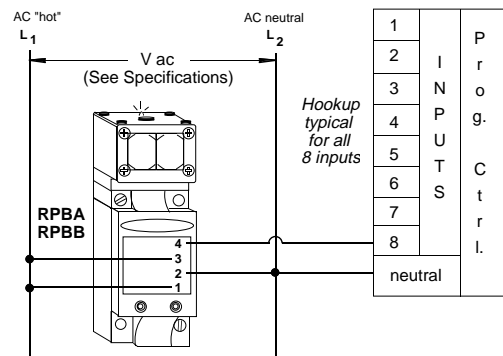 AC "hot"
L1
AC neutral
L2
V ac
(See Specifications)
Hookup
typical
for all
8 inputs
RPBA
RPBB
4
3
2
1
1
2
3
4
5
6
7
8
neutral
INPUTS
Prog. Ctrl.